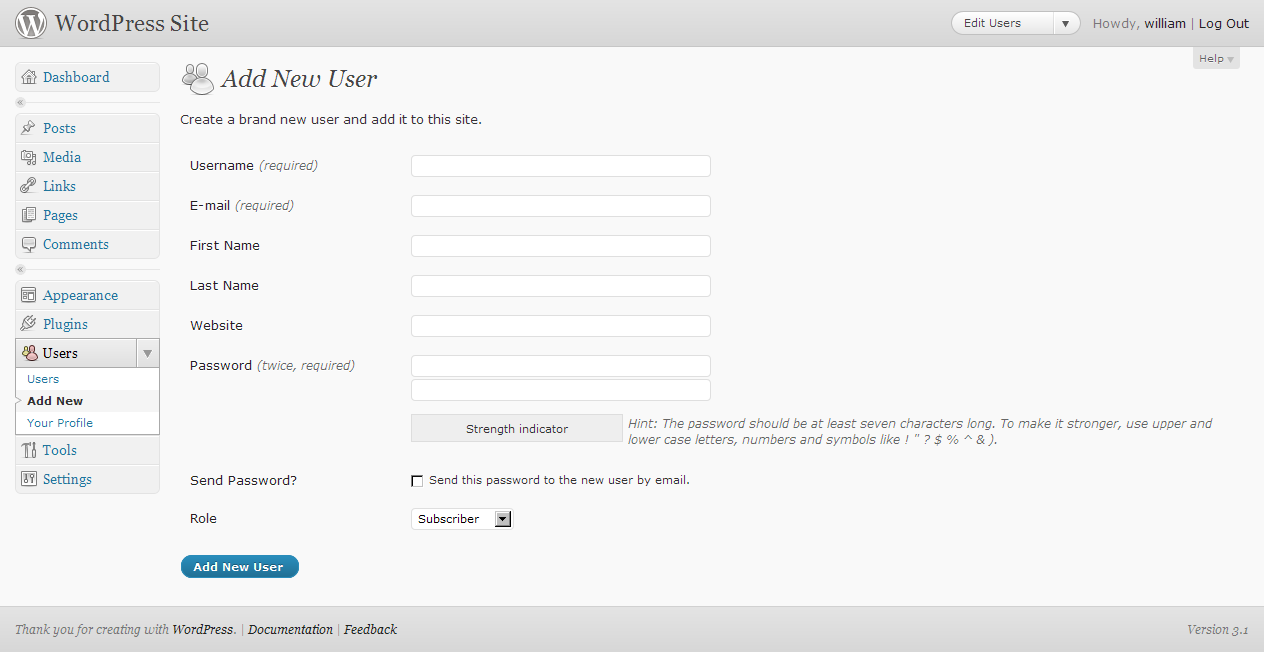 WordPress Site
Edit Users
Howdy, william | Log Out
Help
Dashboard
Posts
Media
Links
Pages
Comments
Appearance
Plugins
Users
Users
Add New
Your Profile
Tools
Settings
Add New User
Create a brand new user and add it to this site.
Username (required)
E-mail (required)
First Name
Last Name
Website
Password (twice, required)
Strength indicator
Hint: The password should be at least seven characters long. To make it stronger, use upper and
lower case letters, numbers and symbols like ! " ? $ % ^ & ).
Send Password?
Send this password to the new user by email.
Role
Subscriber
Add New User
Thank you for creating with WordPress. | Documentation | Feedback
Version 3.1